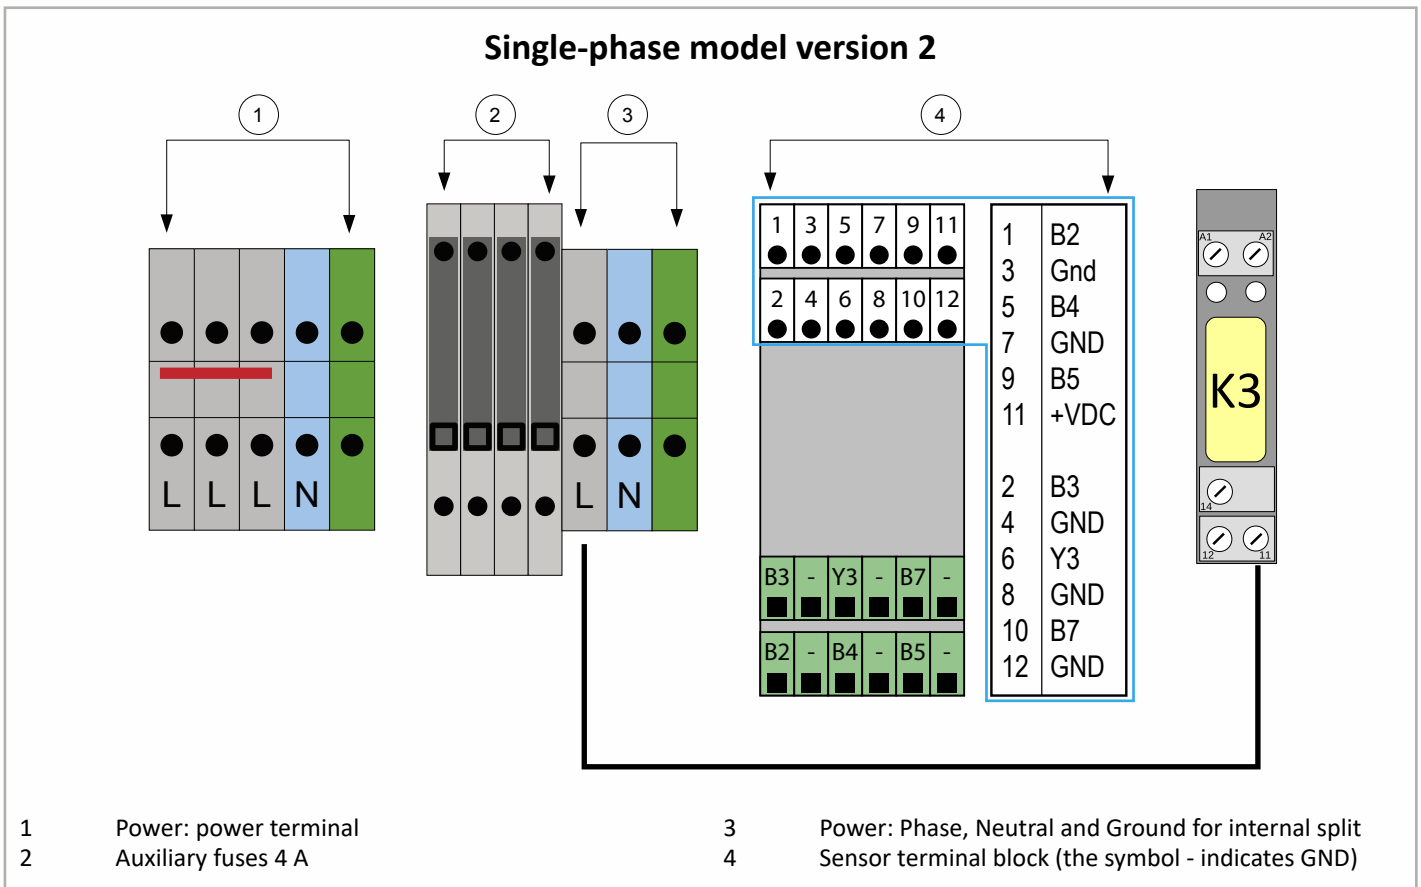 Single-phase model version 2
1 2 3 4
1 3 5 7 9 11
2 4 6 8 10 12
1 B2
3 Gnd
5 B4
7 GND
9 B5
11 +VDC
2 B3
4 GND
6 Y3
8 GND
10 B7
12 GND
A1 A2
K3
14
12 11
L L L N
L N
B3 - Y3 - B7 -
B2 - B4 - B5 -
1 Power: power terminal
2 Auxiliary fuses 4 A
3 Power: Phase, Neutral and Ground for internal split
4 Sensor terminal block (the symbol - indicates GND)